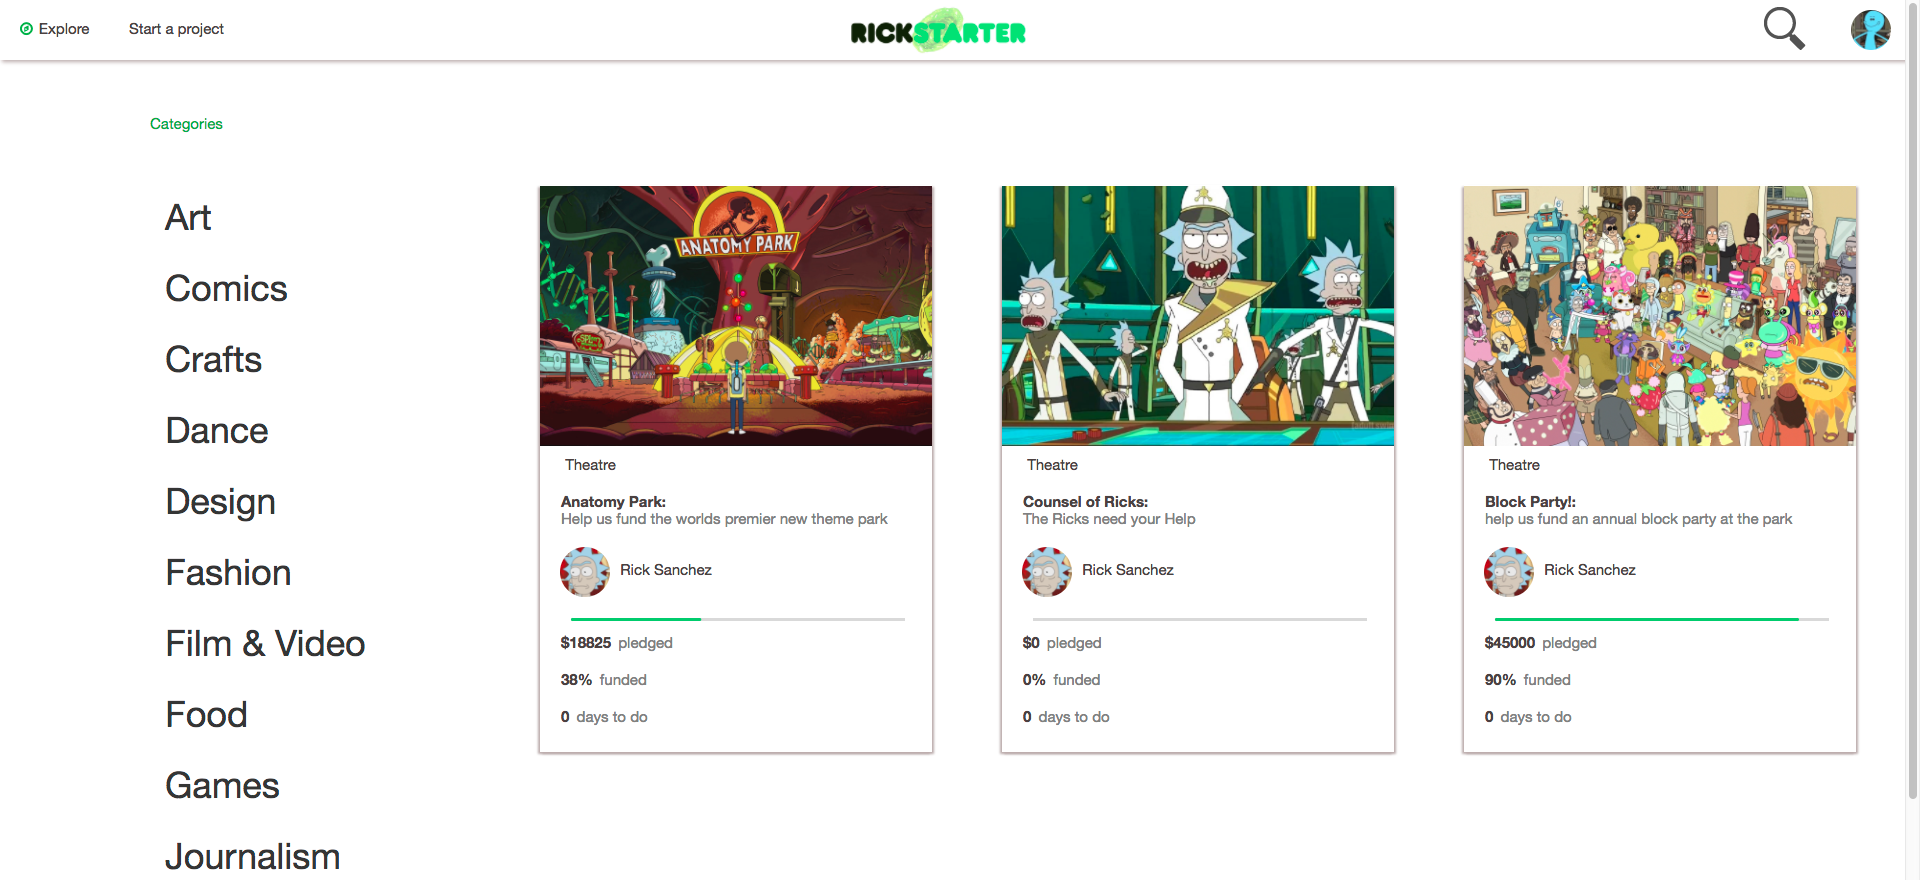 Explore
Start a project
RICKSTARTER
Categories
Art
Comics
Crafts
Dance
Design
Fashion
Film & Video
Food
Games
Journalism
ANATOMY PARK
Theatre
Anatomy Park:
Help us fund the worlds premier new theme park
Rick Sanchez
$18825 pledged
38% funded
0 days to do
Theatre
Counsel of Ricks:
The Ricks need your Help
Rick Sanchez
$0 pledged
0% funded
0 days to do
Theatre
Block Party!:
help us fund an annual block party at the park
Rick Sanchez
$45000 pledged
90% funded
0 days to do